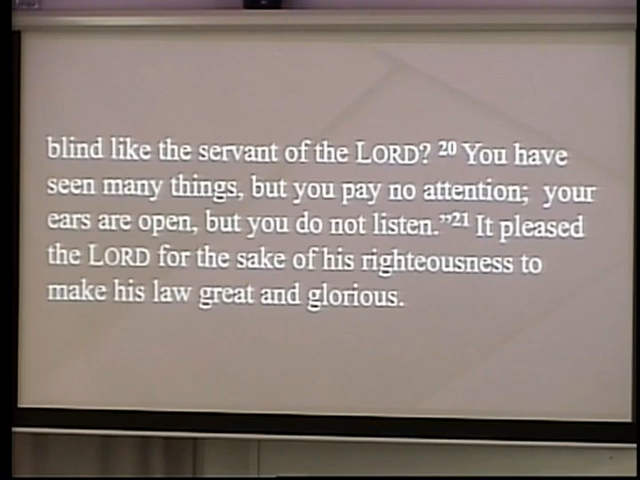 blind like the servant of the LORD? 20 You have
seen many things, but you pay no attention; your
ears are open, but you do not listen.”21 It pleased
the LORD for the sake of his righteousness to
make his law great and glorious.